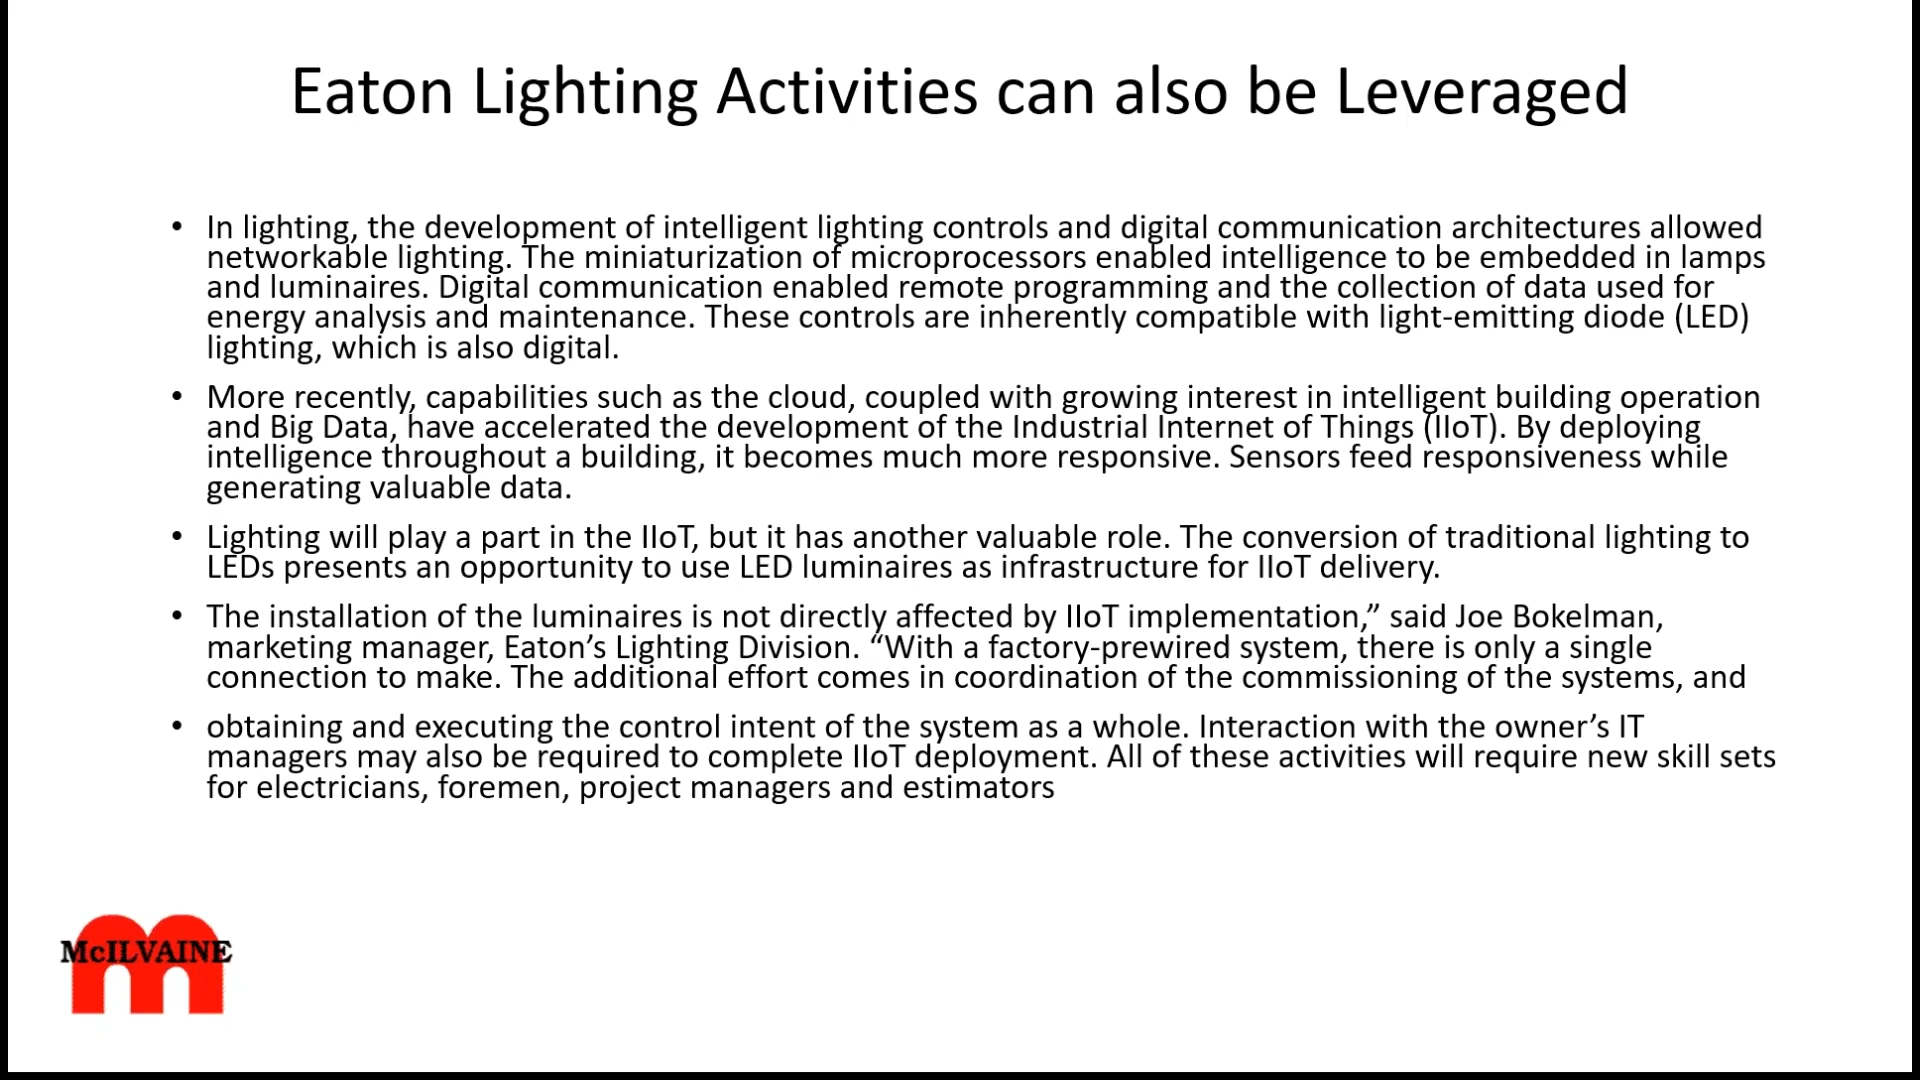 Eaton Lighting Activities can also be Leveraged
• In lighting, the development of intelligent lighting controls and digital communication architectures allowed
networkable lighting. The miniaturization of microprocessors enabled intelligence to be embedded in lamps
and luminaires. Digital communication enabled remote programming and the collection of data used for
energy analysis and maintenance. These controls are inherently compatible with light-emitting diode (LED)
lighting, which is also digital.
• More recently, capabilities such as the cloud, coupled with growing interest in intelligent building operation
and Big Data, have accelerated the development of the Industrial Internet of Things (IIoT). By deploying
intelligence throughout a building, it becomes much more responsive. Sensors feed responsiveness while
generating valuable data.
• Lighting will play a part in the IIoT, but it has another valuable role. The conversion of traditional lighting to
LEDs presents an opportunity to use LED luminaires as infrastructure for IIoT delivery.
• The installation of the luminaires is not directly affected by IIoT implementation,” said Joe Bokelman,
marketing manager, Eaton’s Lighting Division. “With a factory-prewired system, there is only a single
connection to make. The additional effort comes in coordination of the commissioning of the systems, and
• obtaining and executing the control intent of the system as a whole. Interaction with the owner’s IT
managers may also be required to complete IIoT deployment. All of these activities will require new skill sets
for electricians, foremen, project managers and estimators
McILVAINE